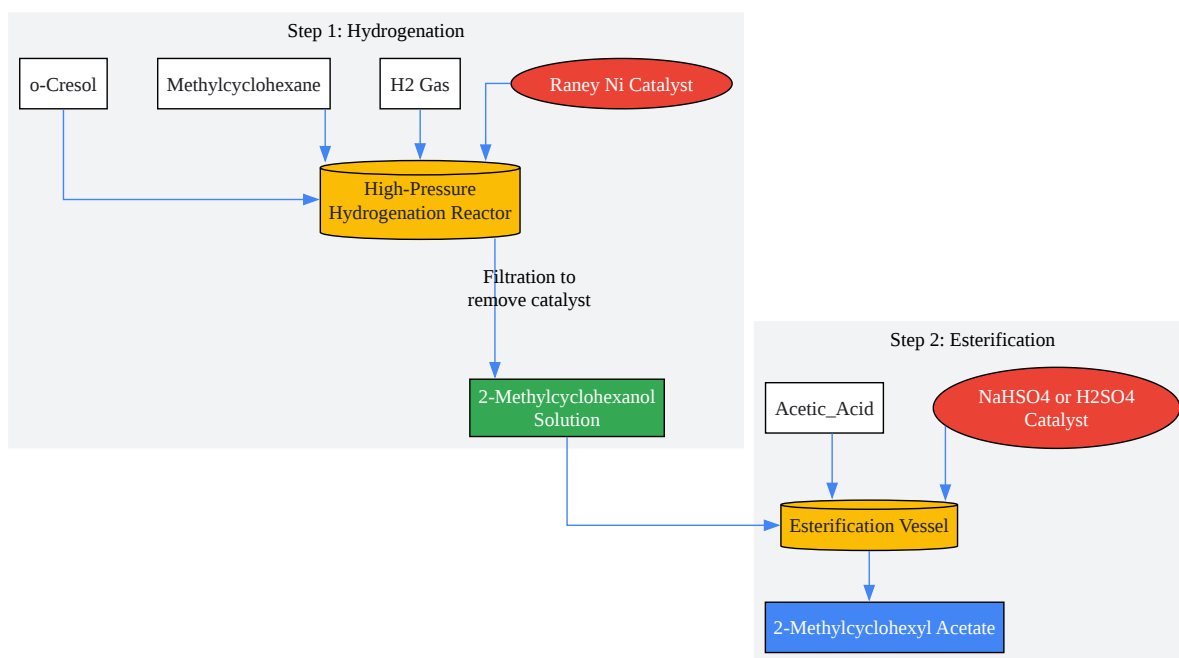 Step 1: Hydrogenation
o-Cresol
Methylcyclohexane
H2 Gas
Raney Ni Catalyst
High-Pressure
Hydrogenation Reactor
Filtration to
remove catalyst
2-Methylcyclohexanol
Solution
Step 2: Esterification
Acetic_Acid
NaHSO4 or H2SO4
Catalyst
Esterification Vessel
2-Methylcyclohexyl Acetate